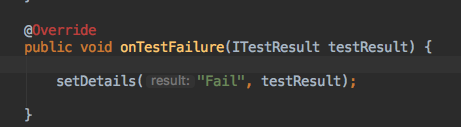 @Override
public void onTestFailure(ITestResult testResult) {
setDetails( result: "Fail", testResult);
}